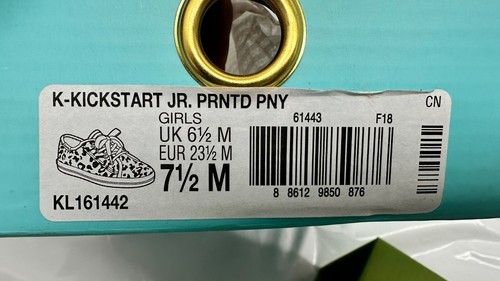 K-KICKSTART JR. PRNTD PNY
CN
GIRLS
61443
F18
UK 6½ M
EUR 23½ M
7½ M
8 8612 9850 876
KL161442